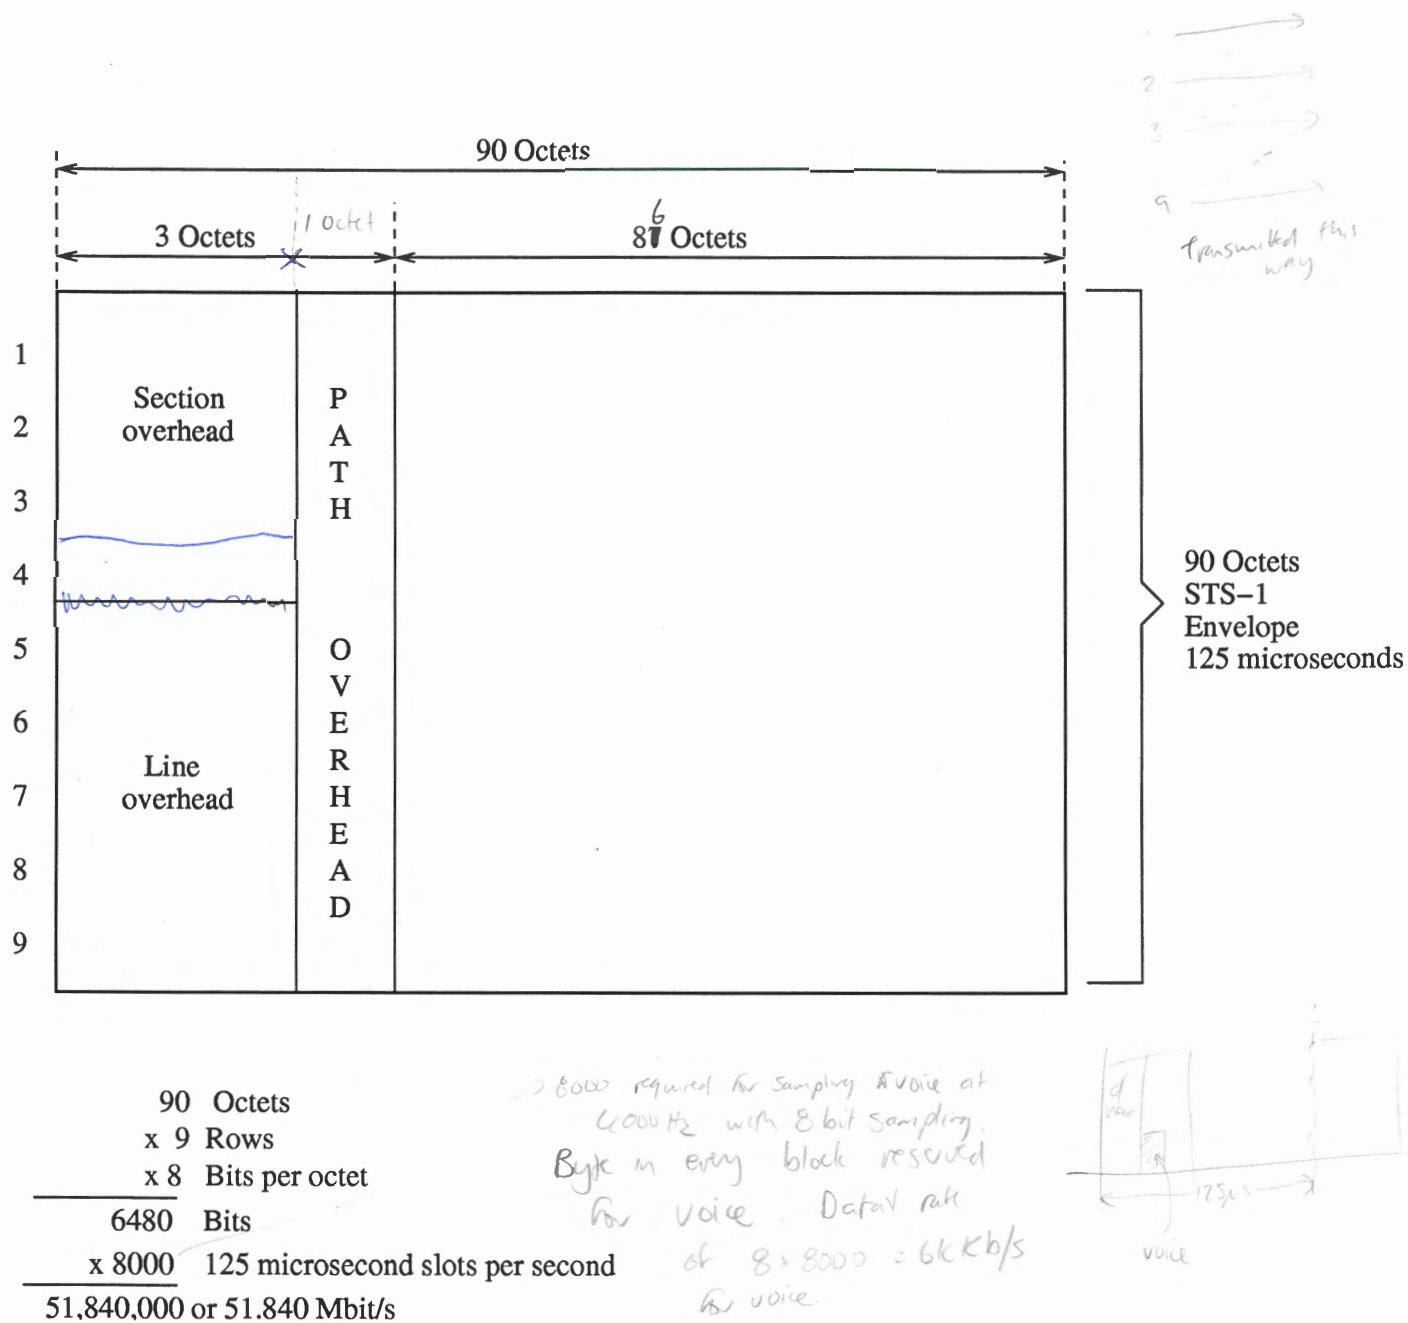 1
2
3
9
Transmitted this
way
90 Octets
3 Octets
1 Octet
86 Octets
1
2
3
4
5
6
7
8
9
Section
overhead
Line
overhead
PATH
OVERHEAD
90 Octets
STS-1
Envelope
125 microseconds
90 Octets
x 9 Rows
x 8 Bits per octet
6480 Bits
x 8000 125 microsecond slots per second
51,840,000 or 51.840 Mbit/s
8000 required for sampling voice at
4000Hz with 8 bit sampling.
Byte in every block reserved
for voice. Data rate
of 8 x 8000 = 64Kb/s
for voice.
125µs
voice